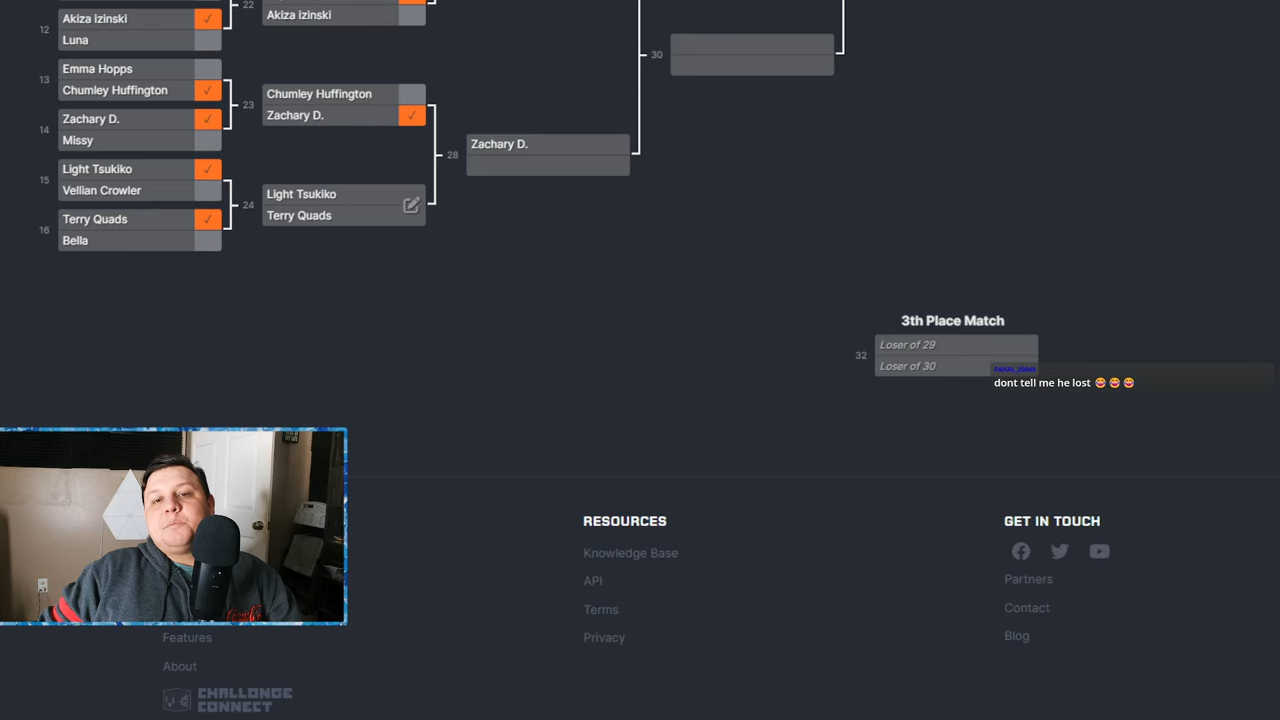 12
Akiza izinski
Luna
22
Akiza izinski
30
13
Emma Hopps
Chumley Huffington
23
Chumley Huffington
Zachary D.
14
Zachary D.
Missy
28
Zachary D.
15
Light Tsukiko
Vellian Crowler
24
Light Tsukiko
Terry Quads
16
Terry Quads
Bella
3th Place Match
32
Loser of 29
Loser of 30
dont tell me he lost 😂😂😂
RESOURCES
Knowledge Base
API
Terms
Privacy
GET IN TOUCH
Partners
Contact
Blog
Features
About
CHALLONGE
CONNECT